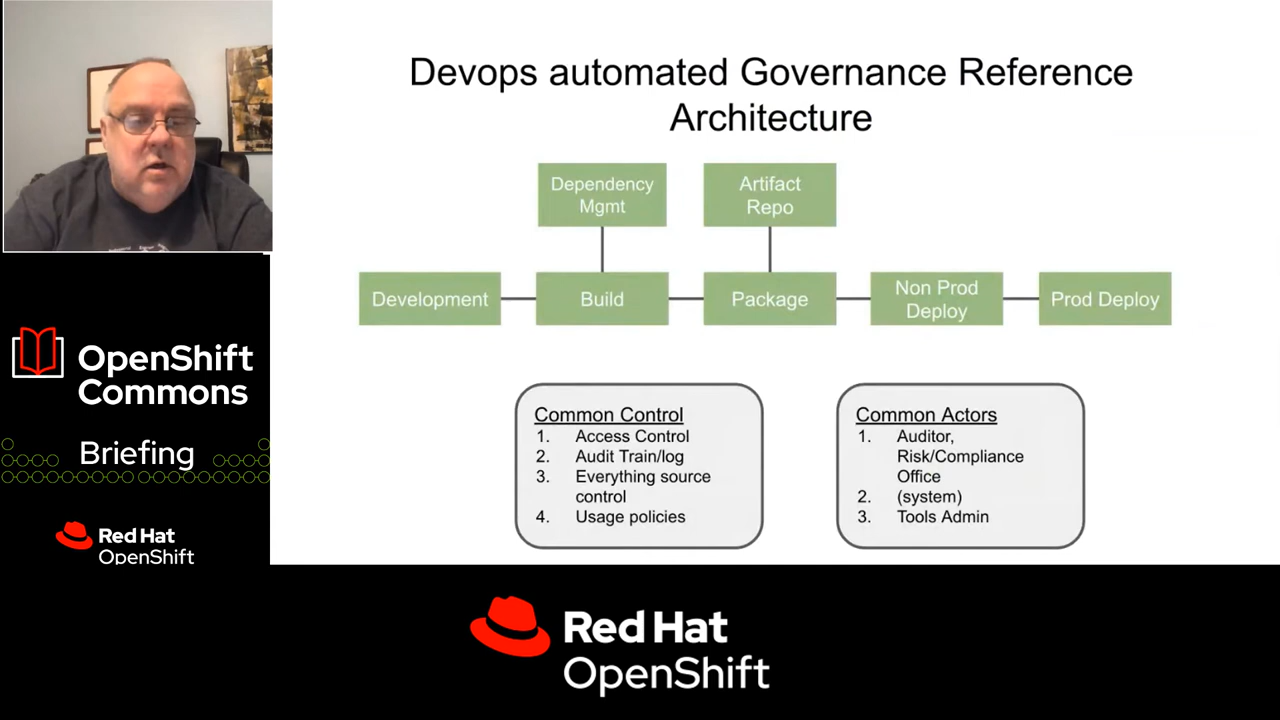 Devops automated Governance Reference
Architecture
Dependency
Mgmt
Artifact
Repo
Development
Build
Package
Non Prod
Deploy
Prod Deploy
Common Control
1. Access Control
2. Audit Train/log
3. Everything source
control
4. Usage policies
Common Actors
1. Auditor,
Risk/Compliance
Office
2. (system)
3. Tools Admin
OpenShift
Commons
Briefing
Red Hat
OpenShift
Red Hat
OpenShift